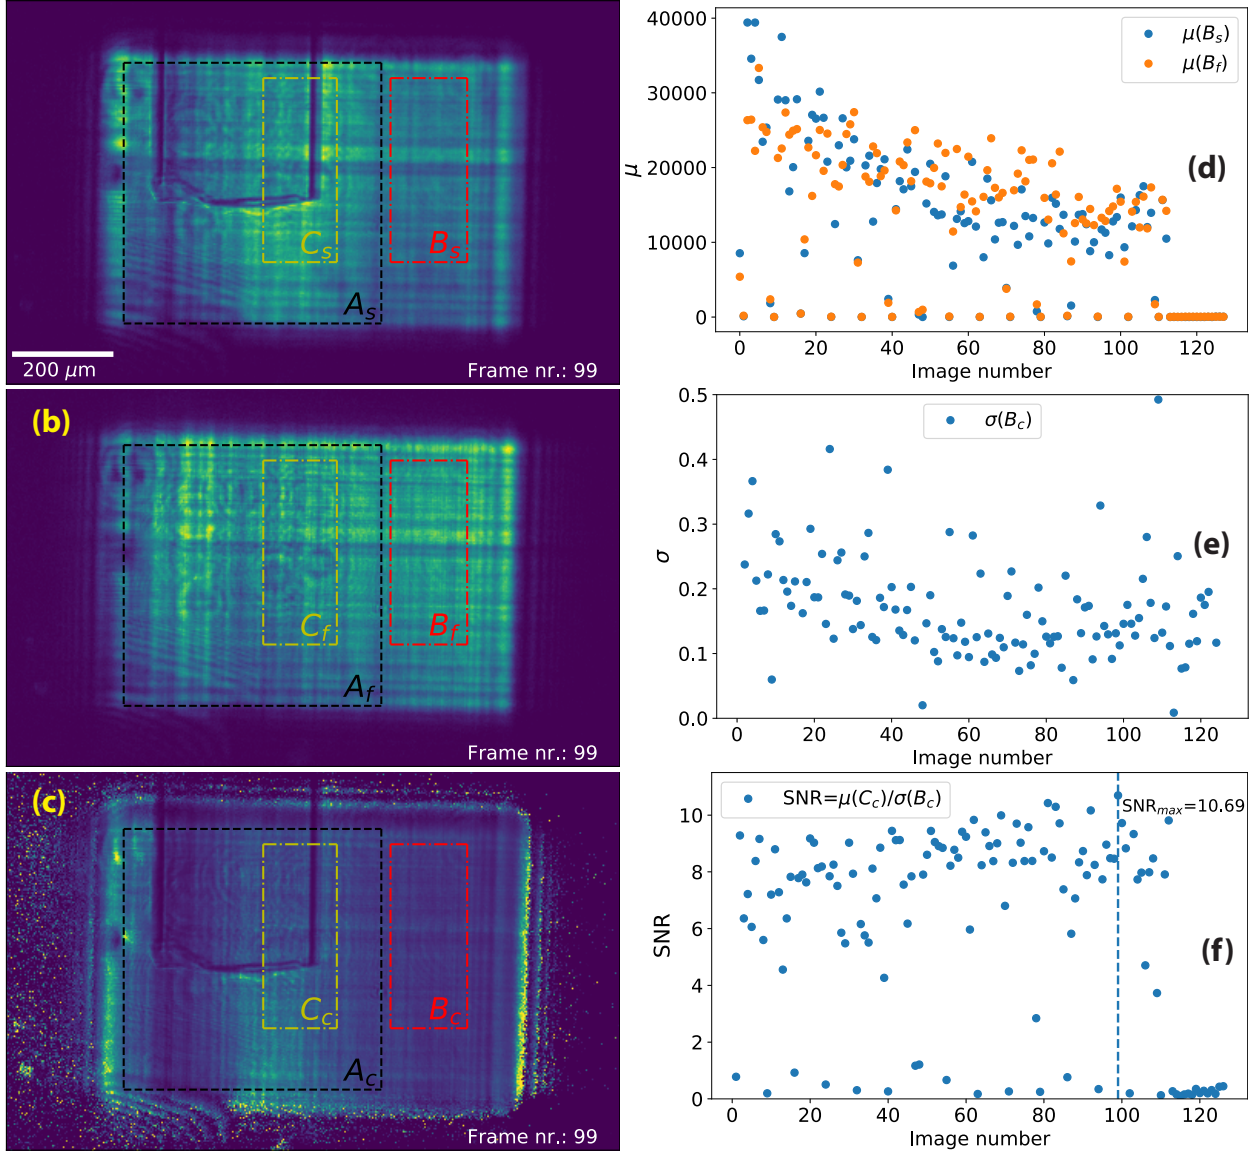 C_s
B_s
A_s
200 μm
Frame nr.: 99
(b)
C_f
B_f
A_f
Frame nr.: 99
(c)
C_c
B_c
A_c
Frame nr.: 99
40000
30000
20000
10000
0
μ
μ(B_s)
μ(B_f)
(d)
0 20 40 60 80 100 120
Image number
0.5
0.4
0.3
0.2
0.1
0.0
σ
σ(B_c)
(e)
0 20 40 60 80 100 120
Image number
10
8
6
4
2
0
SNR
SNR=μ(C_c)/σ(B_c)
SNR_max=10.69
(f)
0 20 40 60 80 100 120
Image number